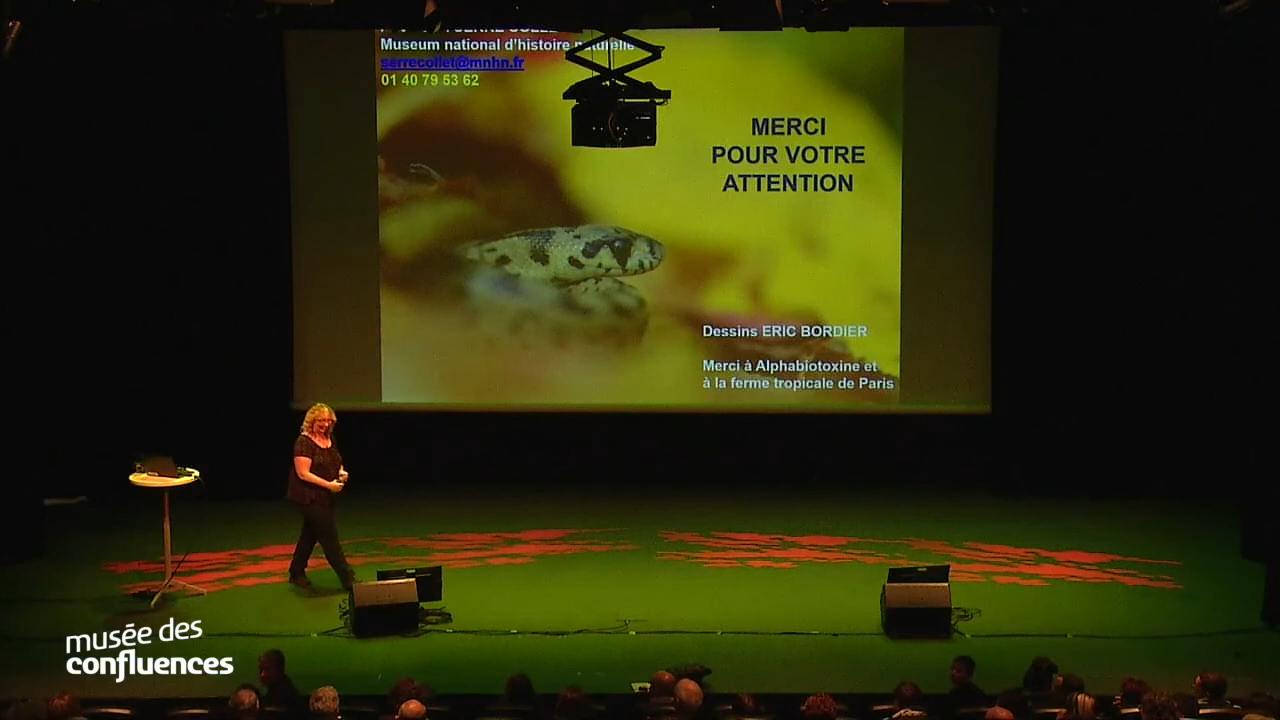 Museum national d'histoire naturelle
serrecollet@mnhn.fr
01 40 79 53 62
MERCI
POUR VOTRE
ATTENTION
Dessins ERIC BORDIER
Merci à Alphabiotoxine et
à la ferme tropicale de Paris
musée des
confluences